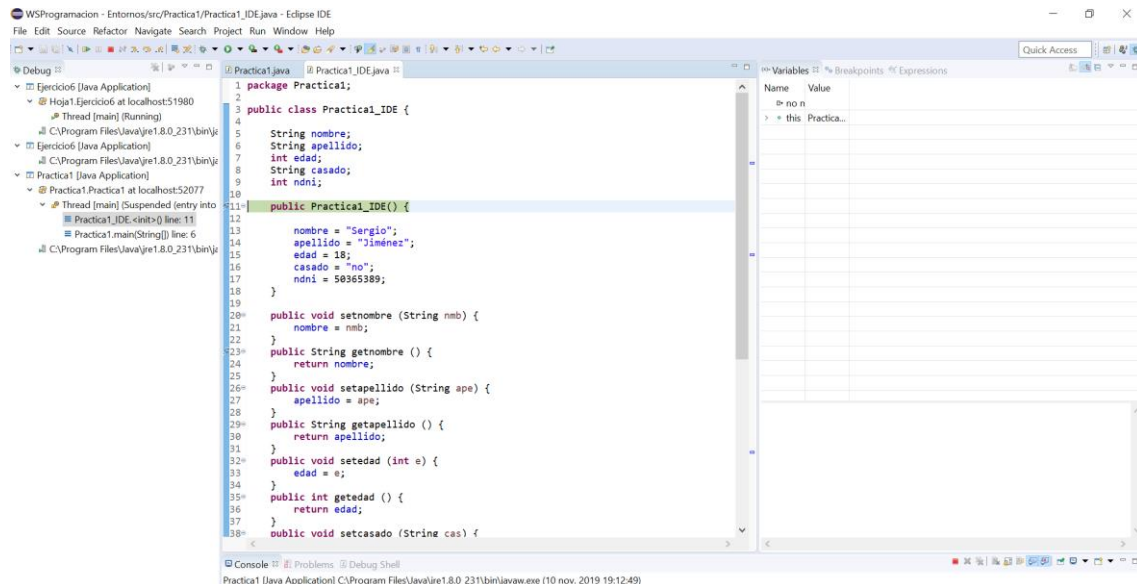 WSProgramacion - Entornos/src/Practica1/Practica1_IDE.java - Eclipse IDE
File Edit Source Refactor Navigate Search Project Run Window Help
Quick Access
Debug
Ejercicio6 [Java Application]
Hoja1.Ejercicio6 at localhost:51980
Thread [main] (Running)
C:\Program Files\Java\jre1.8.0_231\bin\ja
Ejercicio6 [Java Application]
C:\Program Files\Java\jre1.8.0_231\bin\ja
Practica1 [Java Application]
Practica1.Practica1 at localhost:52077
Thread [main] (Suspended (entry into
Practica1_IDE.<init>() line: 11
Practica1.main(String[]) line: 6
C:\Program Files\Java\jre1.8.0_231\bin\ja
Practica1.java Practica1_IDE.java
1 package Practica1;
2
3 public class Practica1_IDE {
4
5 String nombre;
6 String apellido;
7 int edad;
8 String casado;
9 int ndni;
10
11 public Practica1_IDE() {
12
13 nombre = "Sergio";
14 apellido = "Jiménez";
15 edad = 18;
16 casado = "no";
17 ndni = 50365389;
18 }
19
20 public void setnombre (String nmb) {
21 nombre = nmb;
22 }
23 public String getnombre () {
24 return nombre;
25 }
26 public void setapellido (String ape) {
27 apellido = ape;
28 }
29 public String getapellido () {
30 return apellido;
31 }
32 public void setedad (int e) {
33 edad = e;
34 }
35 public int getedad () {
36 return edad;
37 }
38 public void setcasado (String cas) {
Variables Breakpoints Expressions
Name Value
no n
this Practica...
Console Problems Debug Shell
Practica1 [Java Application] C:\Program Files\Java\jre1.8.0_231\bin\javaw.exe (10 nov. 2019 19:12:49)